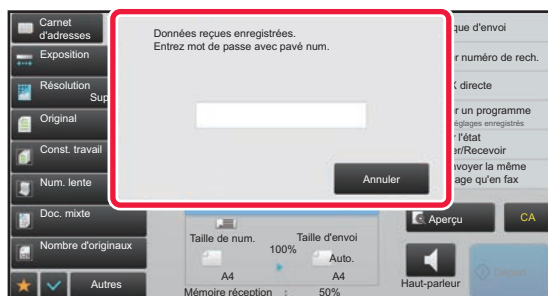 Carnet
d'adresses
Exposition
Résolution
Sup
Original
Const. travail
Num. lente
Doc. mixte
Nombre d'originaux
Autres
Données reçues enregistrées.
Entrez mot de passe avec pavé num.
Annuler
Taille de num.
100%
Taille d'envoi
Auto.
A4
A4
Mémoire réception : 50%
que d'envoi
r numéro de rech.
X directe
r un programme
églages enregistrés
r l'état
er/Recevoir
nvoyer la même
age qu'en fax
Aperçu
CA
Haut-parleur
Départ